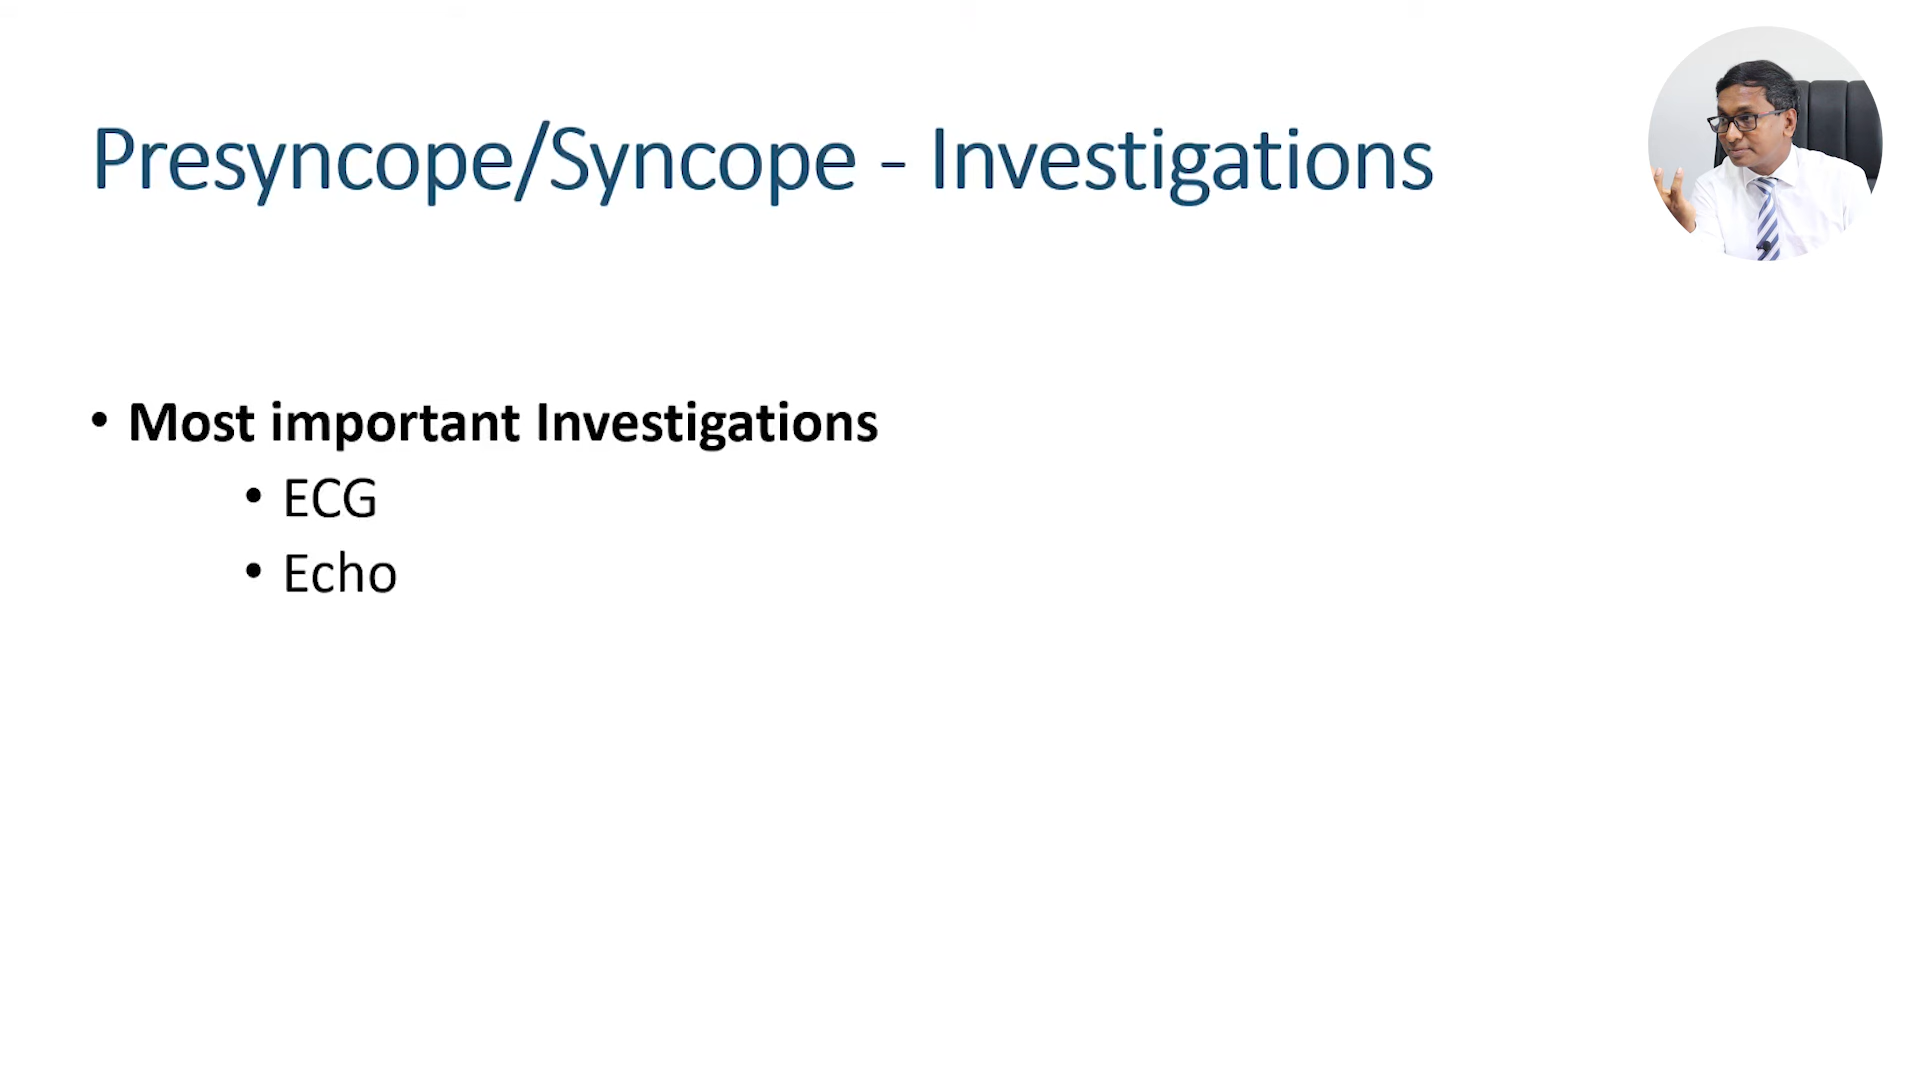 Presyncope/Syncope - Investigations
• Most important Investigations
• ECG
• Echo